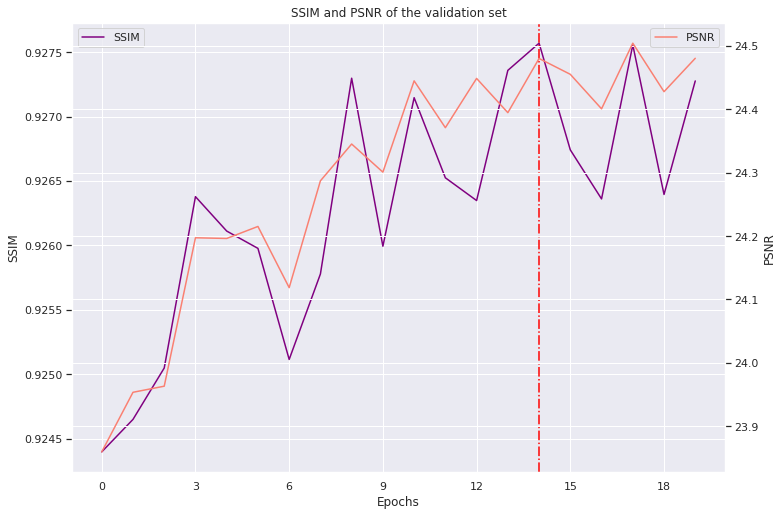 SSIM and PSNR of the validation set
SSIM
PSNR
0.9275
0.9270
0.9265
0.9260
0.9255
0.9250
0.9245
SSIM
24.5
24.4
24.3
24.2
24.1
24.0
23.9
PSNR
0 3 6 9 12 15 18
Epochs